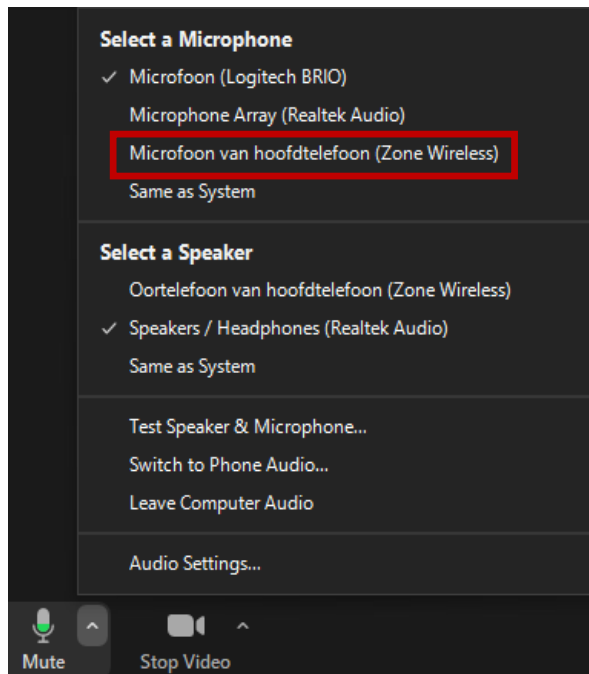 Select a Microphone
Microfoon (Logitech BRIO)
Microphone Array (Realtek Audio)
Microfoon van hoofdtelefoon (Zone Wireless)
Same as System
Select a Speaker
Oortelefoon van hoofdtelefoon (Zone Wireless)
Speakers / Headphones (Realtek Audio)
Same as System
Test Speaker & Microphone...
Switch to Phone Audio...
Leave Computer Audio
Audio Settings...
Mute Stop Video